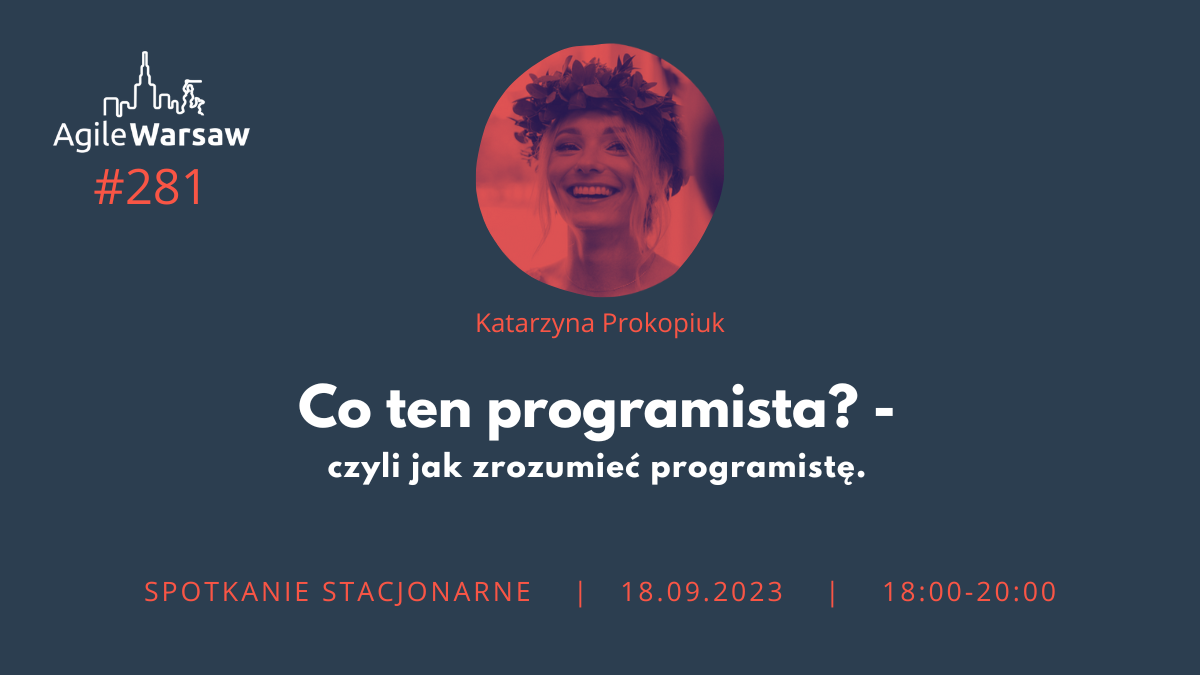 AgileWarsaw
#281
Katarzyna Prokopiuk
Co ten programista? -
czyli jak zrozumieć programistę.
SPOTKANIE STACJONARNE | 18.09.2023 | 18:00-20:00